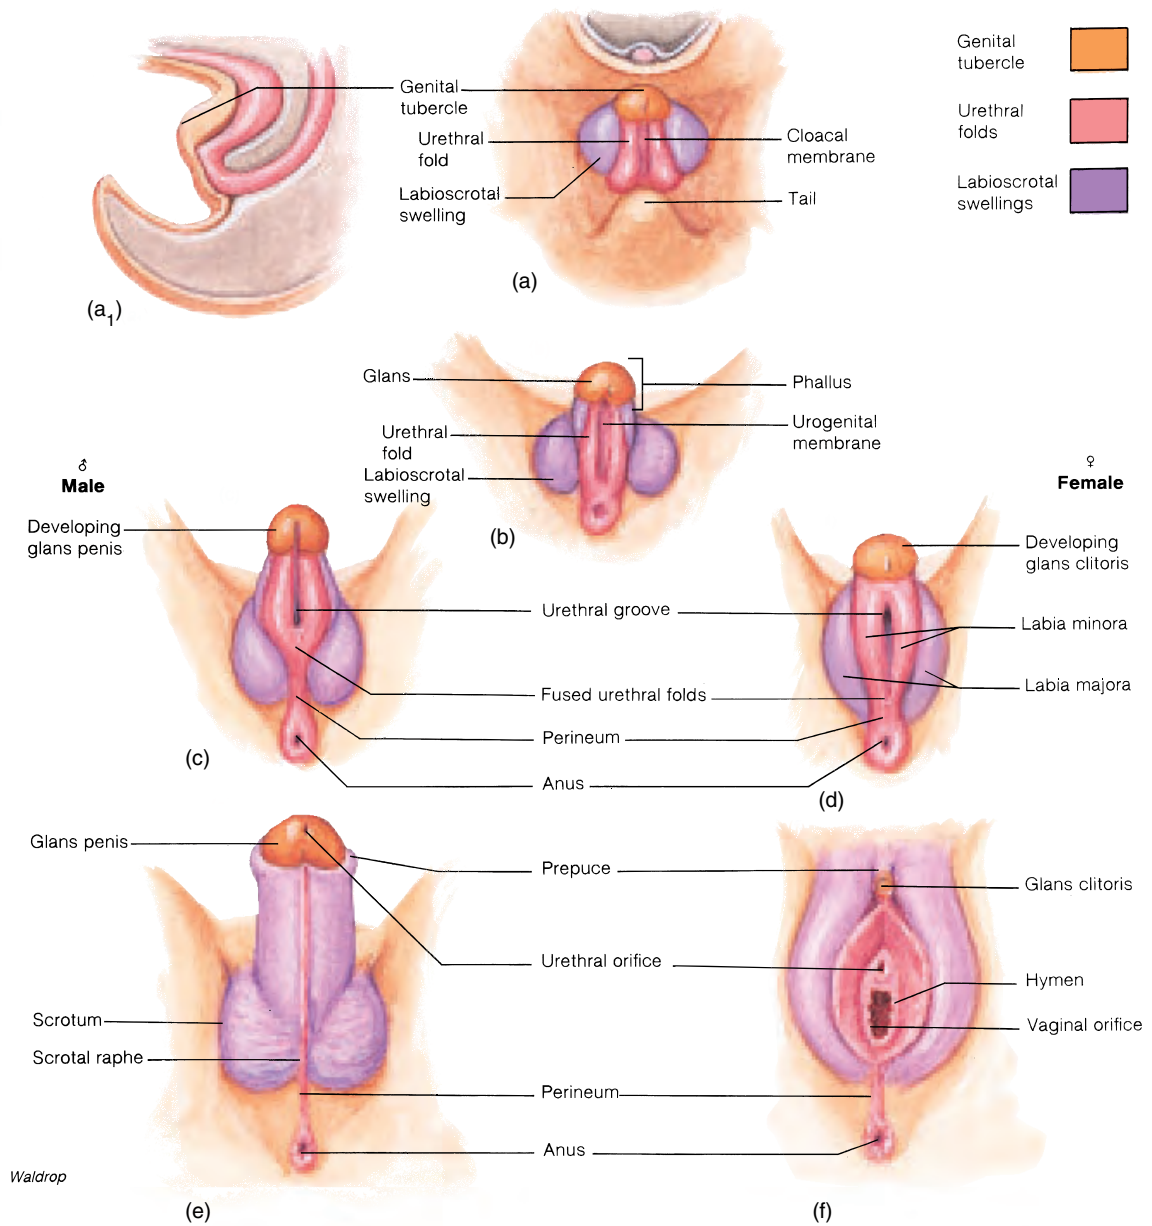 Genital
tubercle
Urethral
folds
Labioscrotal
swellings
Genital
tubercle
Urethral
fold
Labioscrotal
swelling
Cloacal
membrane
Tail
(a)
(a1)
Glans
Phallus
Urethral
fold
Labioscrotal
swelling
Urogenital
membrane
(b)
♂
Male
♀
Female
Developing
glans penis
Developing
glans clitoris
Urethral groove
Labia minora
Labia majora
Fused urethral folds
Perineum
Anus
(c)
(d)
Glans penis
Prepuce
Glans clitoris
Urethral orifice
Hymen
Vaginal orifice
Scrotum
Scrotal raphe
Perineum
Anus
Waldrop
(e)
(f)